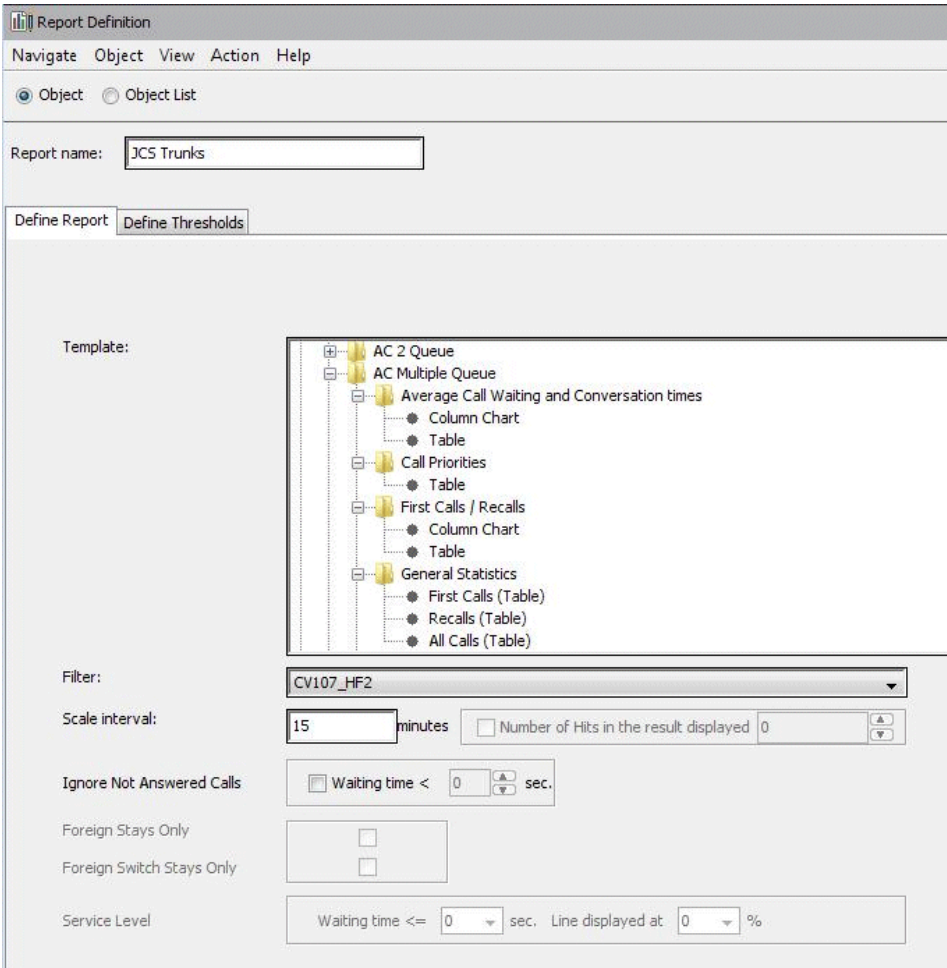 Report Definition
Navigate Object View Action Help
Object Object List
Report name: JCS Trunks
Define Report Define Thresholds
Template:
AC 2 Queue
AC Multiple Queue
Average Call Waiting and Conversation times
Column Chart
Table
Call Priorities
Table
First Calls / Recalls
Column Chart
Table
General Statistics
First Calls (Table)
Recalls (Table)
All Calls (Table)
Filter: CV107_HF2
Scale interval: 15 minutes Number of Hits in the result displayed 0
Ignore Not Answered Calls Waiting time < 0 sec.
Foreign Stays Only
Foreign Switch Stays Only
Service Level Waiting time <= 0 sec. Line displayed at 0 %